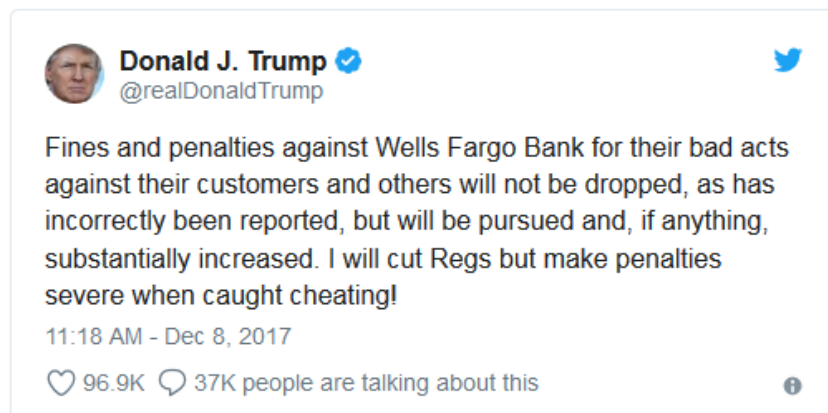 Donald J. Trump
@realDonaldTrump
Fines and penalties against Wells Fargo Bank for their bad acts
against their customers and others will not be dropped, as has
incorrectly been reported, but will be pursued and, if anything,
substantially increased. I will cut Regs but make penalties
severe when caught cheating!
11:18 AM - Dec 8, 2017
96.9K 37K people are talking about this